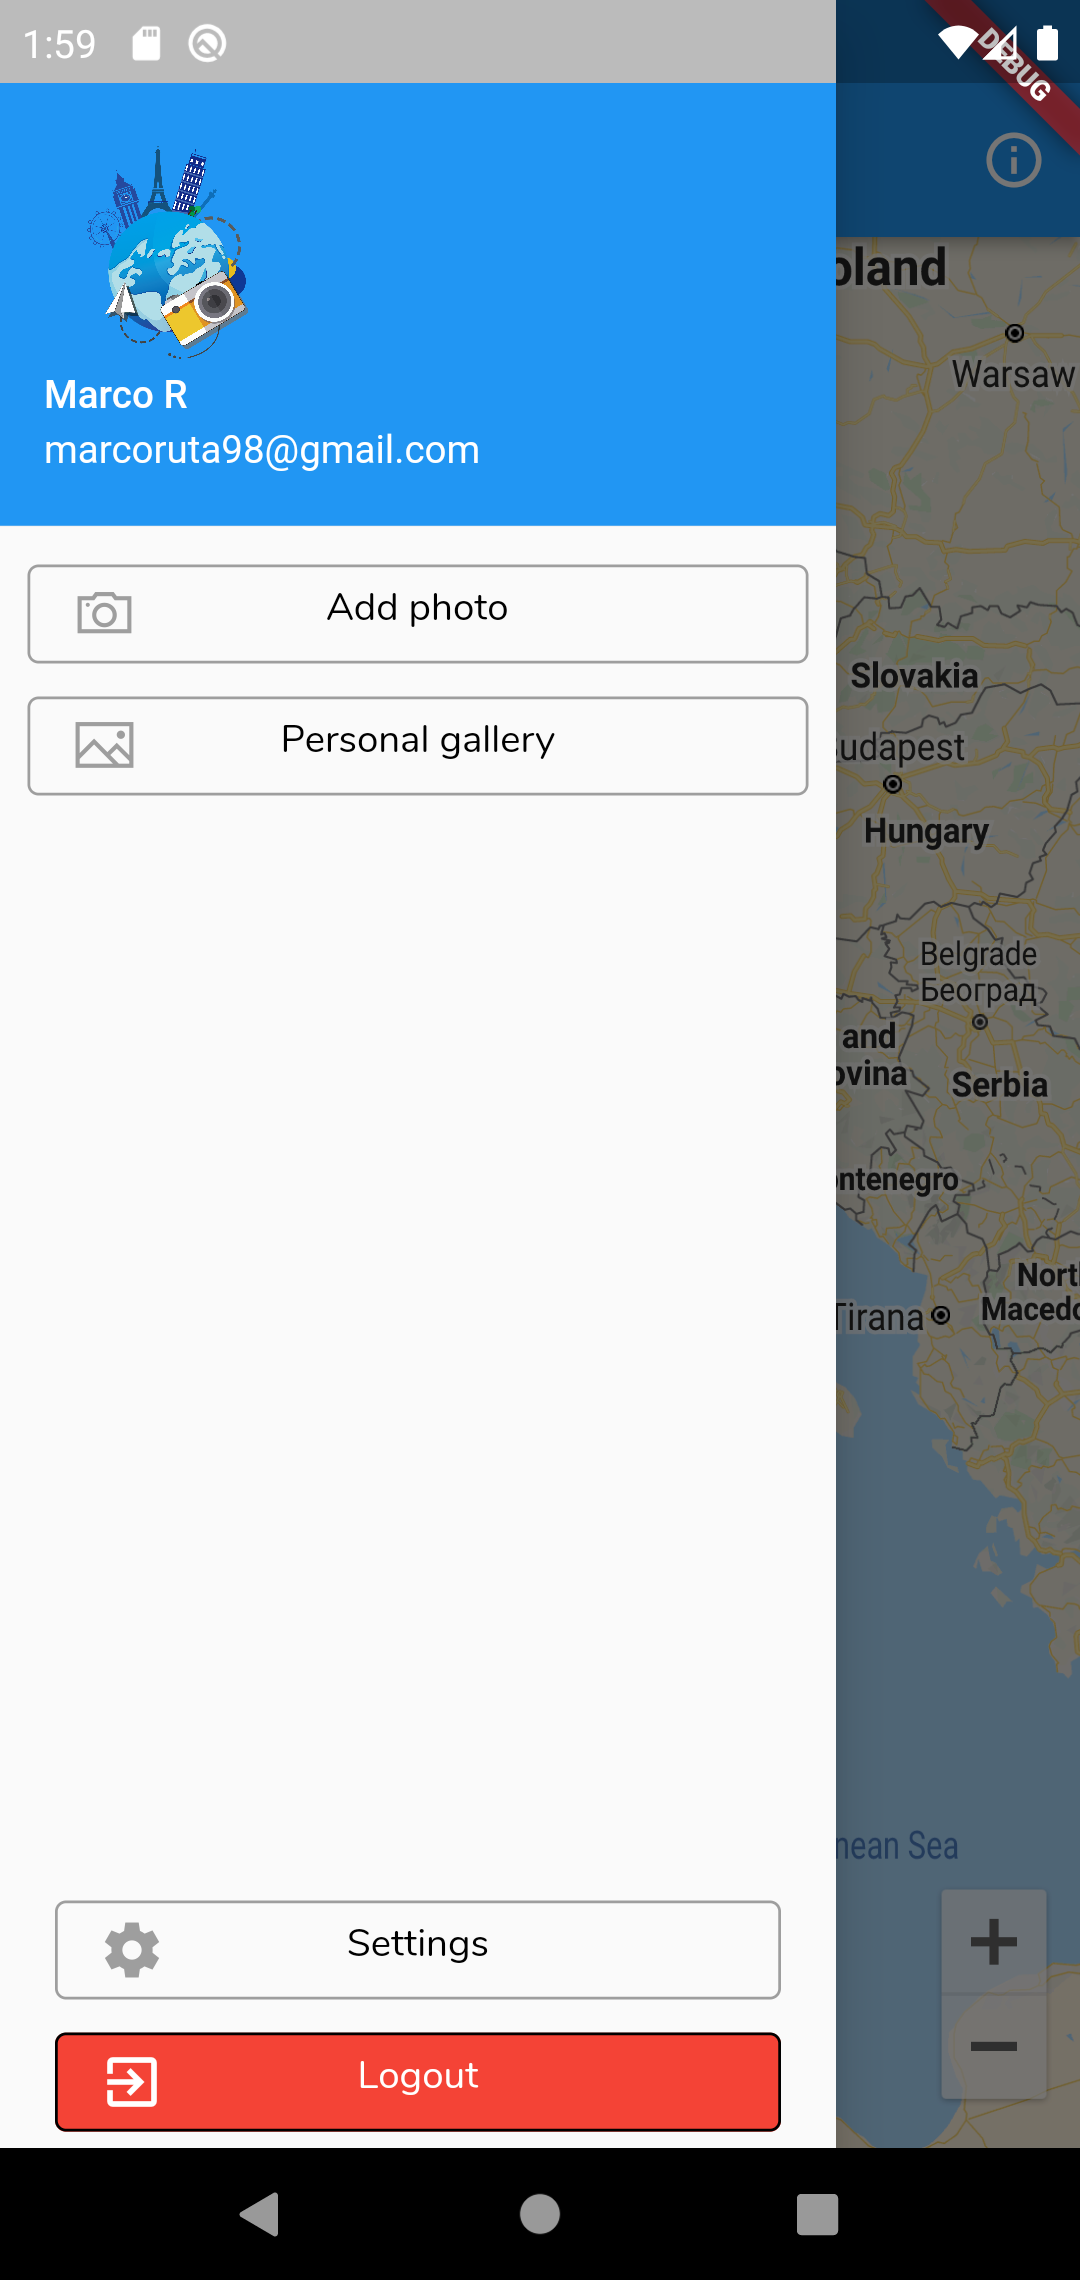 1:59
DEBUG
Marco R
marcoruta98@gmail.com
Add photo
Personal gallery
Settings
Logout
oland
Warsaw
Slovakia
udapest
Hungary
Belgrade
Београд
and
ovina
Serbia
ontenegro
Nort
Macedo
Tirana
nean Sea